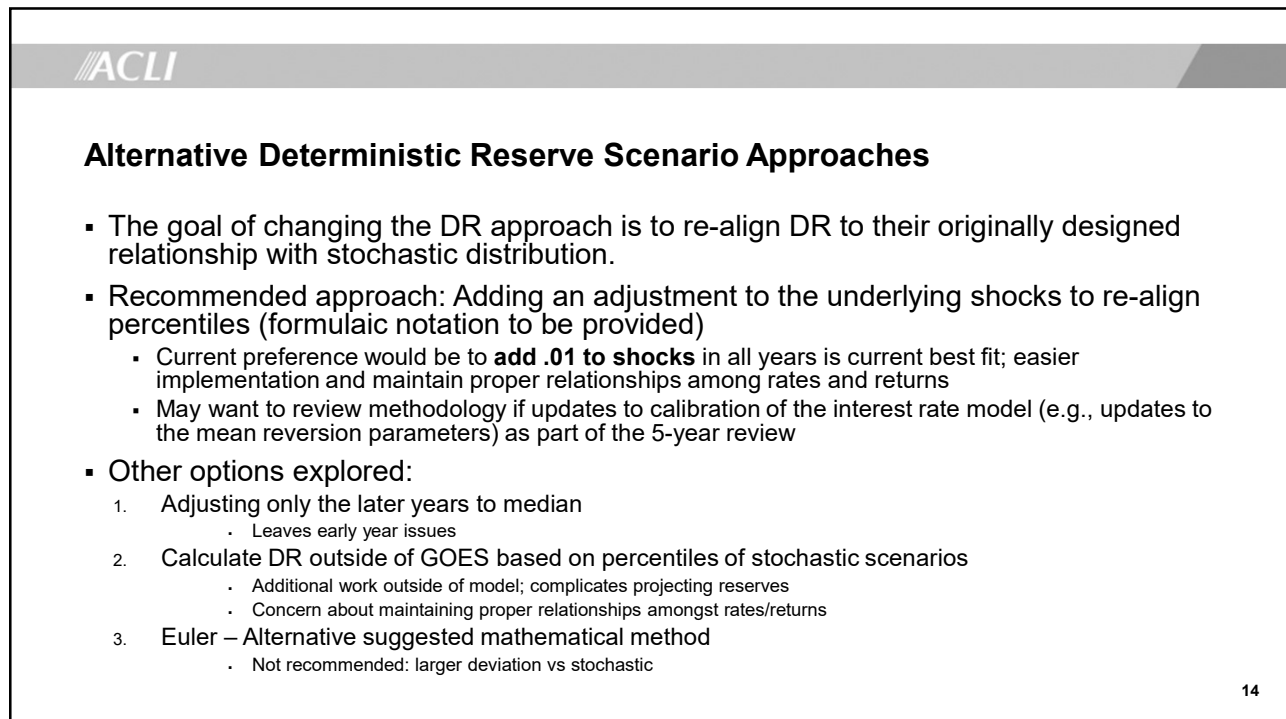 ACLI
Alternative Deterministic Reserve Scenario Approaches
▪ The goal of changing the DR approach is to re-align DR to their originally designed
relationship with stochastic distribution.
▪ Recommended approach: Adding an adjustment to the underlying shocks to re-align
percentiles (formulaic notation to be provided)
▪ Current preference would be to add .01 to shocks in all years is current best fit; easier
implementation and maintain proper relationships among rates and returns
▪ May want to review methodology if updates to calibration of the interest rate model (e.g., updates to
the mean reversion parameters) as part of the 5-year review
▪ Other options explored:
1. Adjusting only the later years to median
▪ Leaves early year issues
2. Calculate DR outside of GOES based on percentiles of stochastic scenarios
▪ Additional work outside of model; complicates projecting reserves
▪ Concern about maintaining proper relationships amongst rates/returns
3. Euler – Alternative suggested mathematical method
▪ Not recommended: larger deviation vs stochastic
14